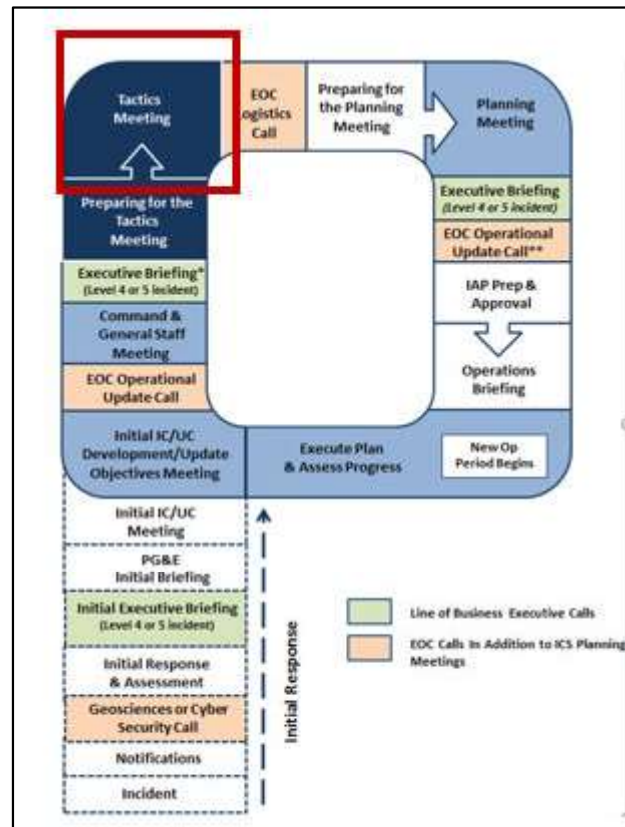 Tactics
Meeting
EOC
Logistics
Call
Preparing for
the Planning
Meeting
Planning
Meeting
Preparing for the
Tactics
Meeting
Executive Briefing*
(Level 4 or 5 incident)
Command &
General Staff
Meeting
EOC Operational
Update Call
Initial IC/UC
Development/Update
Objectives Meeting
Executive Briefing
(Level 4 or 5 incident)
EOC Operational
Update Call**
IAP Prep &
Approval
Operations
Briefing
Execute Plan
& Assess Progress
New Op
Period Begins
Initial IC/UC
Meeting
PG&E
Initial Briefing
Initial Executive Briefing
(Level 4 or 5 incident)
Initial Response
& Assessment
Geosciences or Cyber
Security Call
Notifications
Incident
Initial Response
Line of Business Executive Calls
EOC Calls In Addition to ICS Planning
Meetings